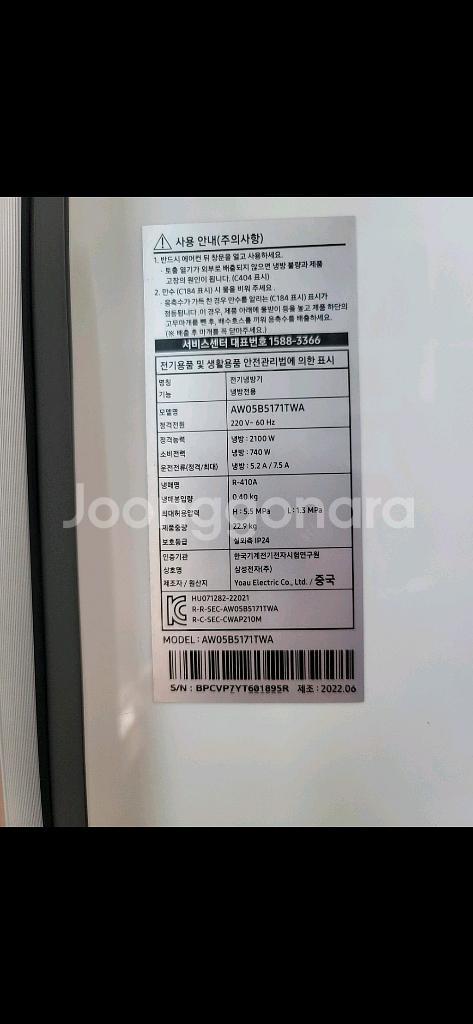 사용 안내(주의사항)
1. 반드시 에어컨 뒤 창문을 열고 사용하세요.
- 토출 열기가 외부로 배출되지 않으면 냉방 불량과 제품
고장의 원인이 됩니다. (C404 표시)
2. 만수 (C184 표시) 시 물을 비워 주세요.
- 응축수가 가득 찬 경우 만수를 알리는 (C184 표시) 표시가
점등됩니다. 이 경우, 제품 아래에 물받이 등을 놓고 제품 하단의
고무마개를 뺀 후, 배수호스를 끼워 응축수를 배출하세요.
(※ 배출 후 마개를 꼭 닫아주세요.)
서비스센터 대표번호 1588-3366
전기용품 및 생활용품 안전관리법에 의한 표시
명칭 전기냉방기
기능 냉방전용
모델명 AW05B5171TWA
정격전원 220 V~ 60 Hz
정격능력 냉방 : 2100 W
소비전력 냉방 : 740 W
운전전류(정격/최대) 냉방 : 5.2 A / 7.5 A
냉매명 R-410A
냉매봉입량 0.40 kg
최대허용압력 H : 5.5 MPa L : 1.3 MPa
제품중량 22.9 kg
보호등급 실외측 IP24
인증기관 한국기계전기전자시험연구원
상호명 삼성전자(주)
제조자 / 원산지 Yoau Electric Co., Ltd. / 중국
HU071282-22021
R-R-SEC-AW05B5171TWA
R-C-SEC-CWAP210M
MODEL : AW05B5171TWA
S/N : BPCVP7YT601895R 제조 : 2022.06
Joonggonara